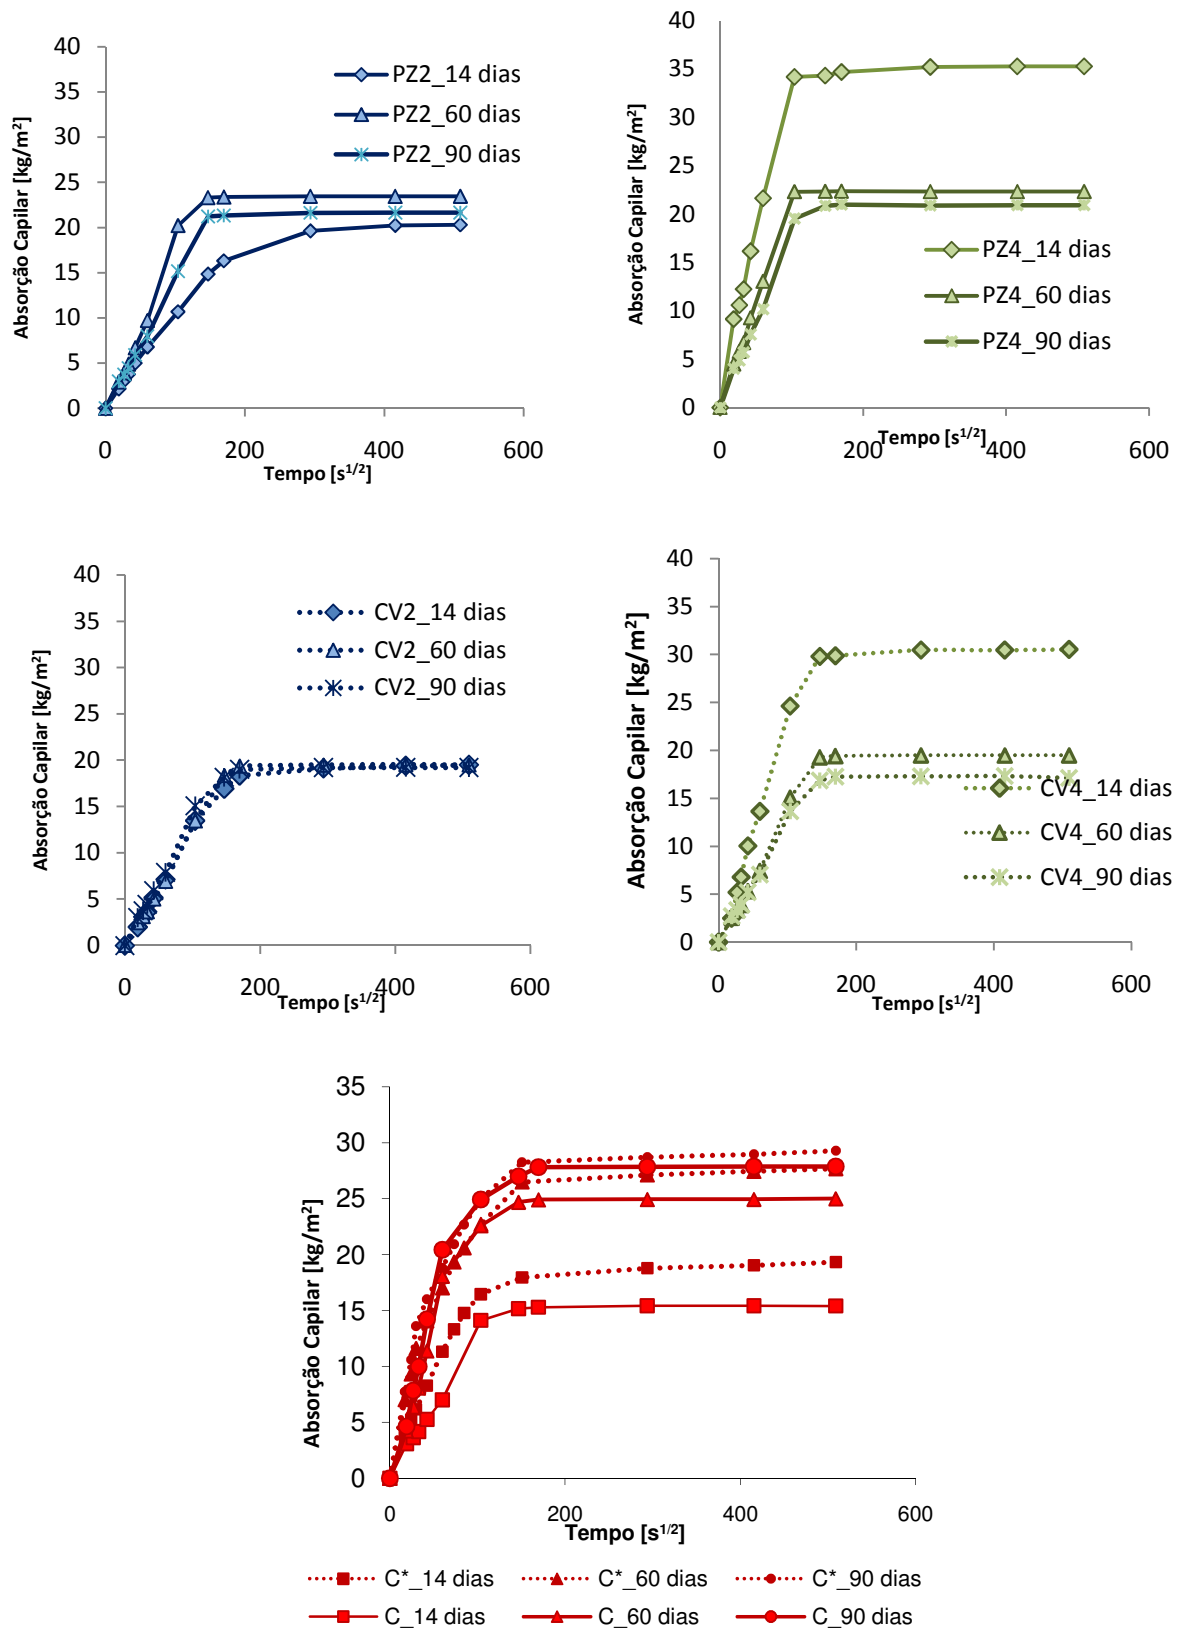 Absorção Capilar [kg/m²]
40
35
30
25
20
15
10
5
0
0 200 400 600
Tempo [s^1/2]
PZ2_14 dias
PZ2_60 dias
PZ2_90 dias
Absorção Capilar [kg/m²]
40
35
30
25
20
15
10
5
0
0 200 400 600
Tempo [s^1/2]
PZ4_14 dias
PZ4_60 dias
PZ4_90 dias
Absorção Capilar [kg/m²]
40
35
30
25
20
15
10
5
0
0 200 400 600
Tempo [s^1/2]
CV2_14 dias
CV2_60 dias
CV2_90 dias
Absorção Capilar [kg/m²]
40
35
30
25
20
15
10
5
0
0 200 400 600
Tempo [s^1/2]
CV4_14 dias
CV4_60 dias
CV4_90 dias
Absorção Capilar [kg/m²]
35
30
25
20
15
10
5
0
0 200 400 600
Tempo [s^1/2]
C*_14 dias C*_60 dias C*_90 dias
C_14 dias C_60 dias C_90 dias